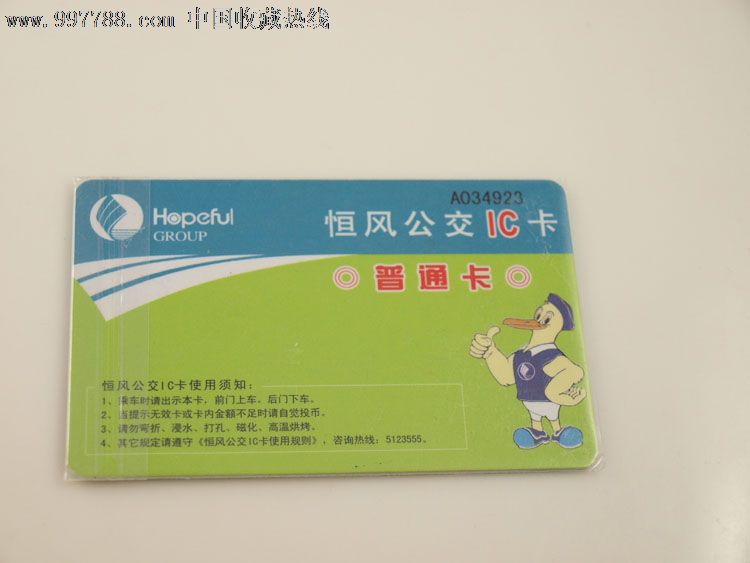 www.997788.com 中国收藏热线
A034923
Hopeful
GROUP
恒风公交 IC 卡
普通卡
恒风公交IC卡使用须知：
1、乘车时请出示本卡，前门上车，后门下车。
2、当提示无效卡或卡内金额不足时请自觉投币。
3、请勿弯折、浸水、打孔、磁化、高温烘烤。
4、其它规定请遵守《恒风公交IC卡使用规则》，咨询热线：5123555。